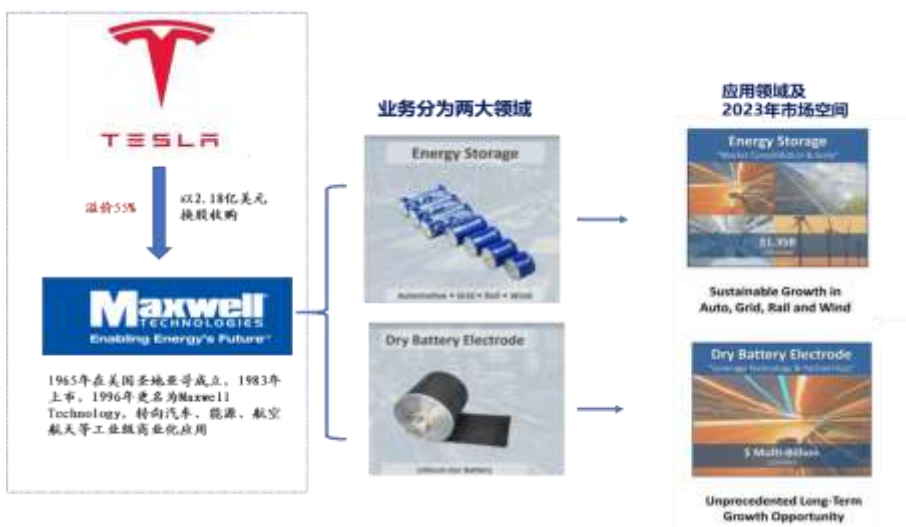 TESLA
溢价55%
以2.18亿美元
换股收购
Maxwell
TECHNOLOGIES
Enabling Energy's Future
1965年在美国圣地亚哥成立，1983年
上市，1996年更名为Maxwell
Technology，转向汽车、能源、航空
航天等工业级商业化应用
业务分为两大领域
Energy Storage
Automotive • Grid • Rail • Wind
Dry Battery Electrode
Lithium-Ion Battery
应用领域及
2023年市场空间
Energy Storage
Sustainable Growth in
Auto, Grid, Rail and Wind
Dry Battery Electrode
$ Multi-Billion
Unprecedented Long-Term
Growth Opportunity